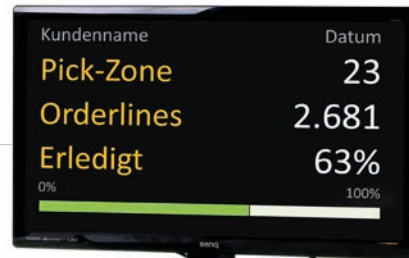 Kundenname Datum
Pick-Zone 23
Orderlines 2.681
Erledigt 63%
0% 100%
BenQ